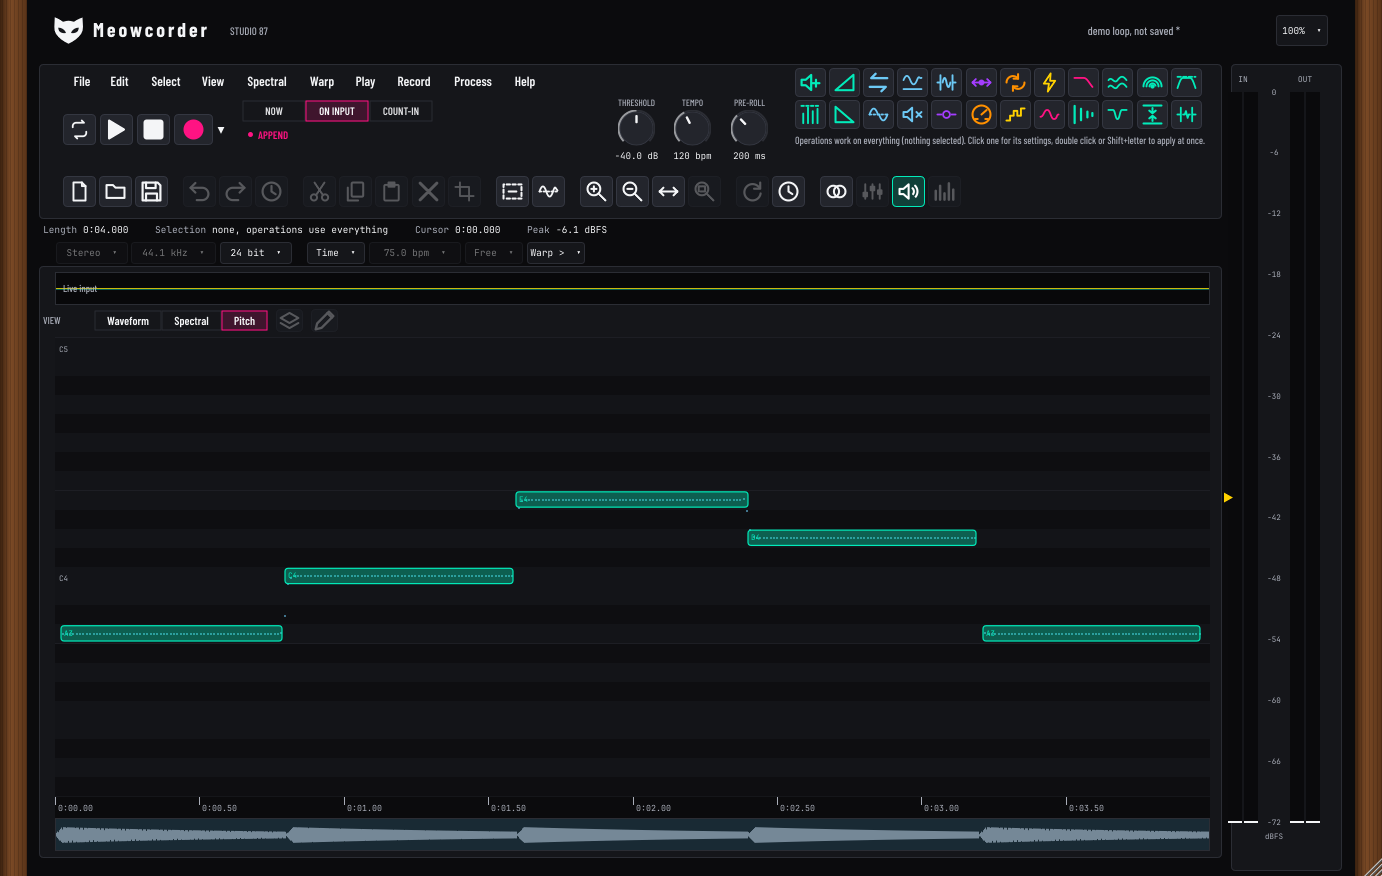 Meowcorder STUDIO 87 demo loop, not saved * 100%
File Edit Select View Spectral Warp Play Record Process Help
NOW ON INPUT COUNT-IN
APPEND
THRESHOLD TEMPO PRE-ROLL
-40.0 dB 120 bpm 200 ms
Operations work on everything (nothing selected). Click one for its settings, double click or Shift+letter to apply at once.
Length 0:04.000 Selection none, operations use everything Cursor 0:00.000 Peak -6.1 dBFS
Stereo 44.1 kHz 24 bit Time 75.0 bpm Free Warp >
Live input
VIEW Waveform Spectral Pitch
C5
E4
D4
C4
C4
A3
A3
0:00.00 0:00.50 0:01.00 0:01.50 0:02.00 0:02.50 0:03.00 0:03.50
IN OUT
0
-6
-12
-18
-24
-30
-36
-42
-48
-54
-60
-66
-72
dBFS